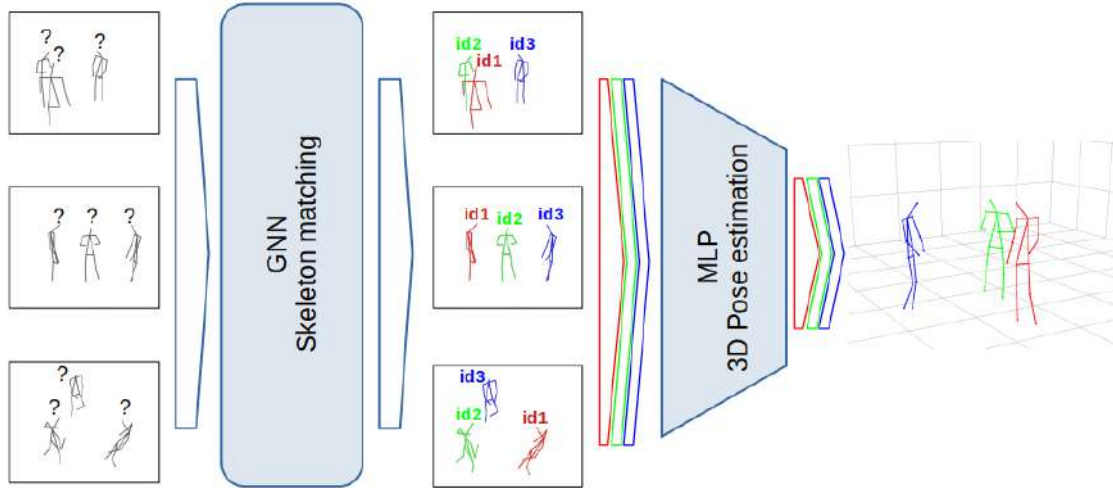 ?
?
?
?
?
?
?
?
?
GNN
Skeleton matching
id2
id1
id3
id1
id2
id3
id3
id2
id1
MLP
3D Pose estimation